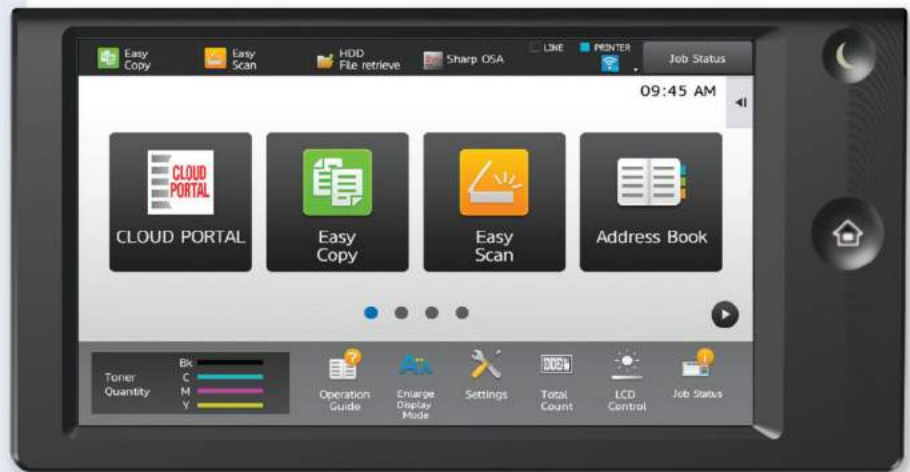 Easy
Copy
Easy
Scan
HDD
File retrieve
Sharp OSA
LINE
PRINTER
Job Status
09:45 AM
CLOUD
PORTAL
CLOUD PORTAL
Easy
Copy
Easy
Scan
Address Book
Toner
Quantity
Bk
C
M
Y
Operation
Guide
Enlarge
Display
Mode
Settings
Total
Count
LCD
Control
Job Status